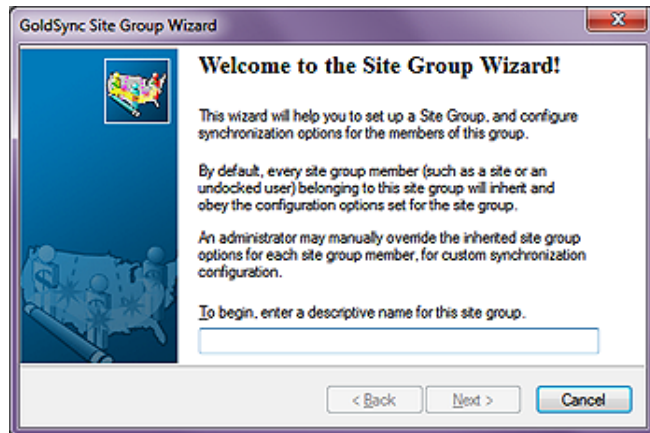 GoldSync Site Group Wizard
Welcome to the Site Group Wizard!
This wizard will help you to set up a Site Group, and configure
synchronization options for the members of this group.
By default, every site group member (such as a site or an
undocked user) belonging to this site group will inherit and
obey the configuration options set for the site group.
An administrator may manually override the inherited site group
options for each site group member, for custom synchronization
configuration.
To begin, enter a descriptive name for this site group.
< Back Next > Cancel